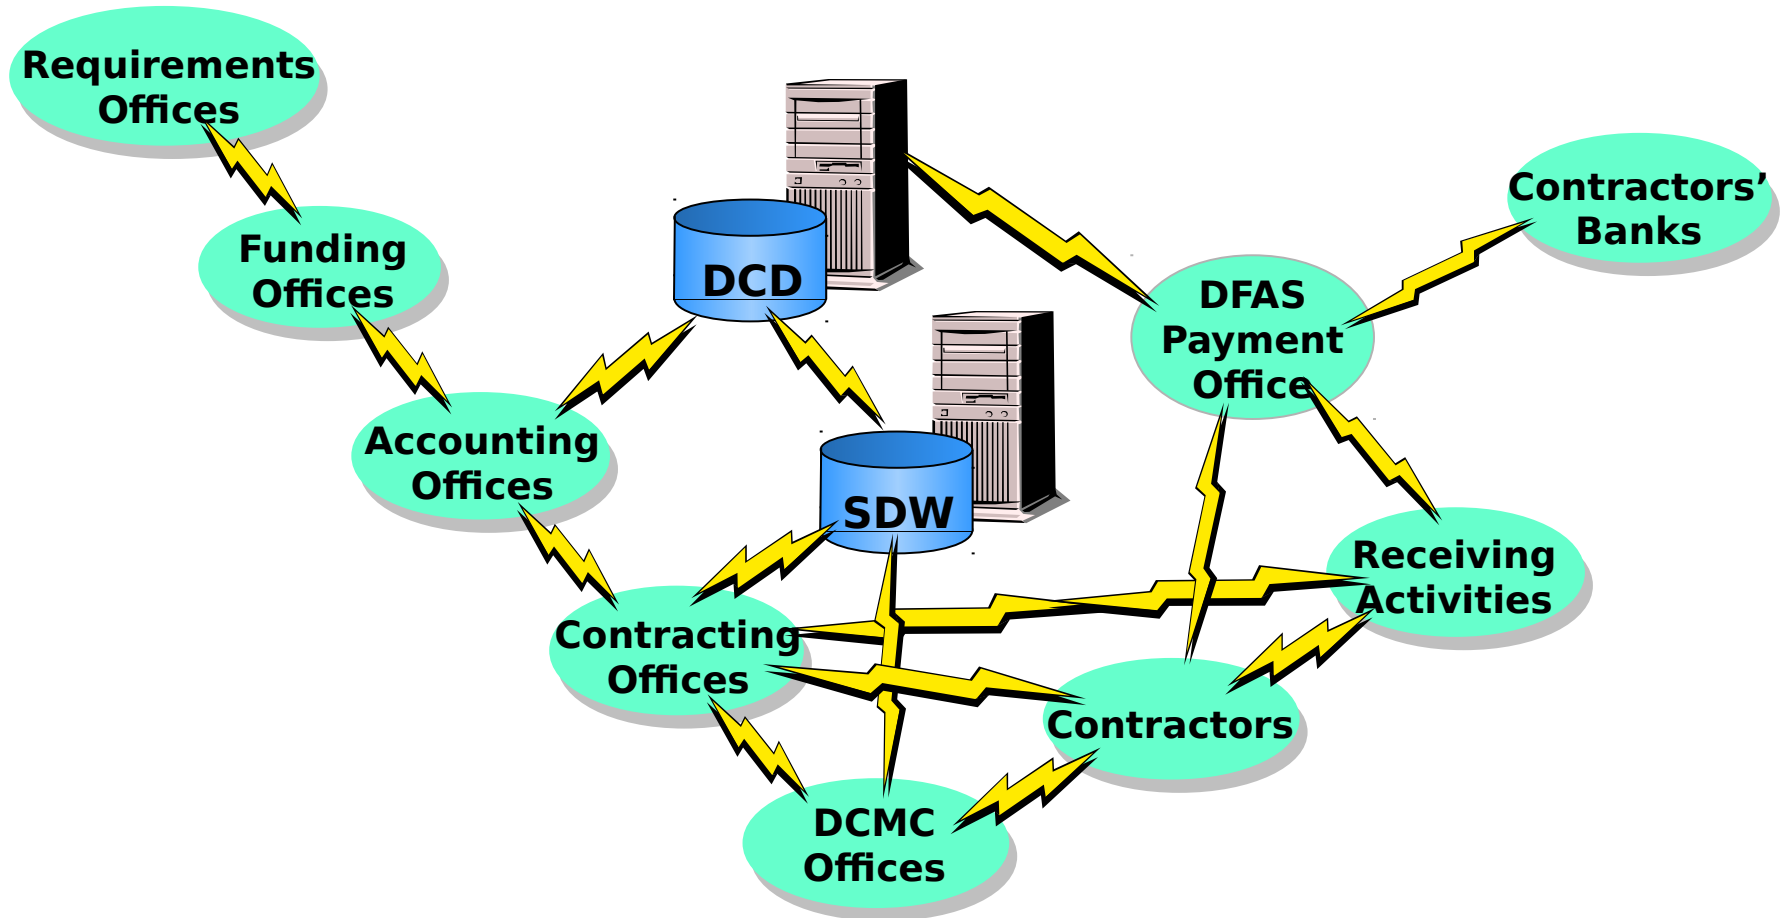 Requirements
Offices
Funding
Offices
Accounting
Offices
DCD
SDW
Contracting
Offices
DCMC
Offices
Contractors
Receiving
Activities
DFAS
Payment
Office
Contractors’
Banks